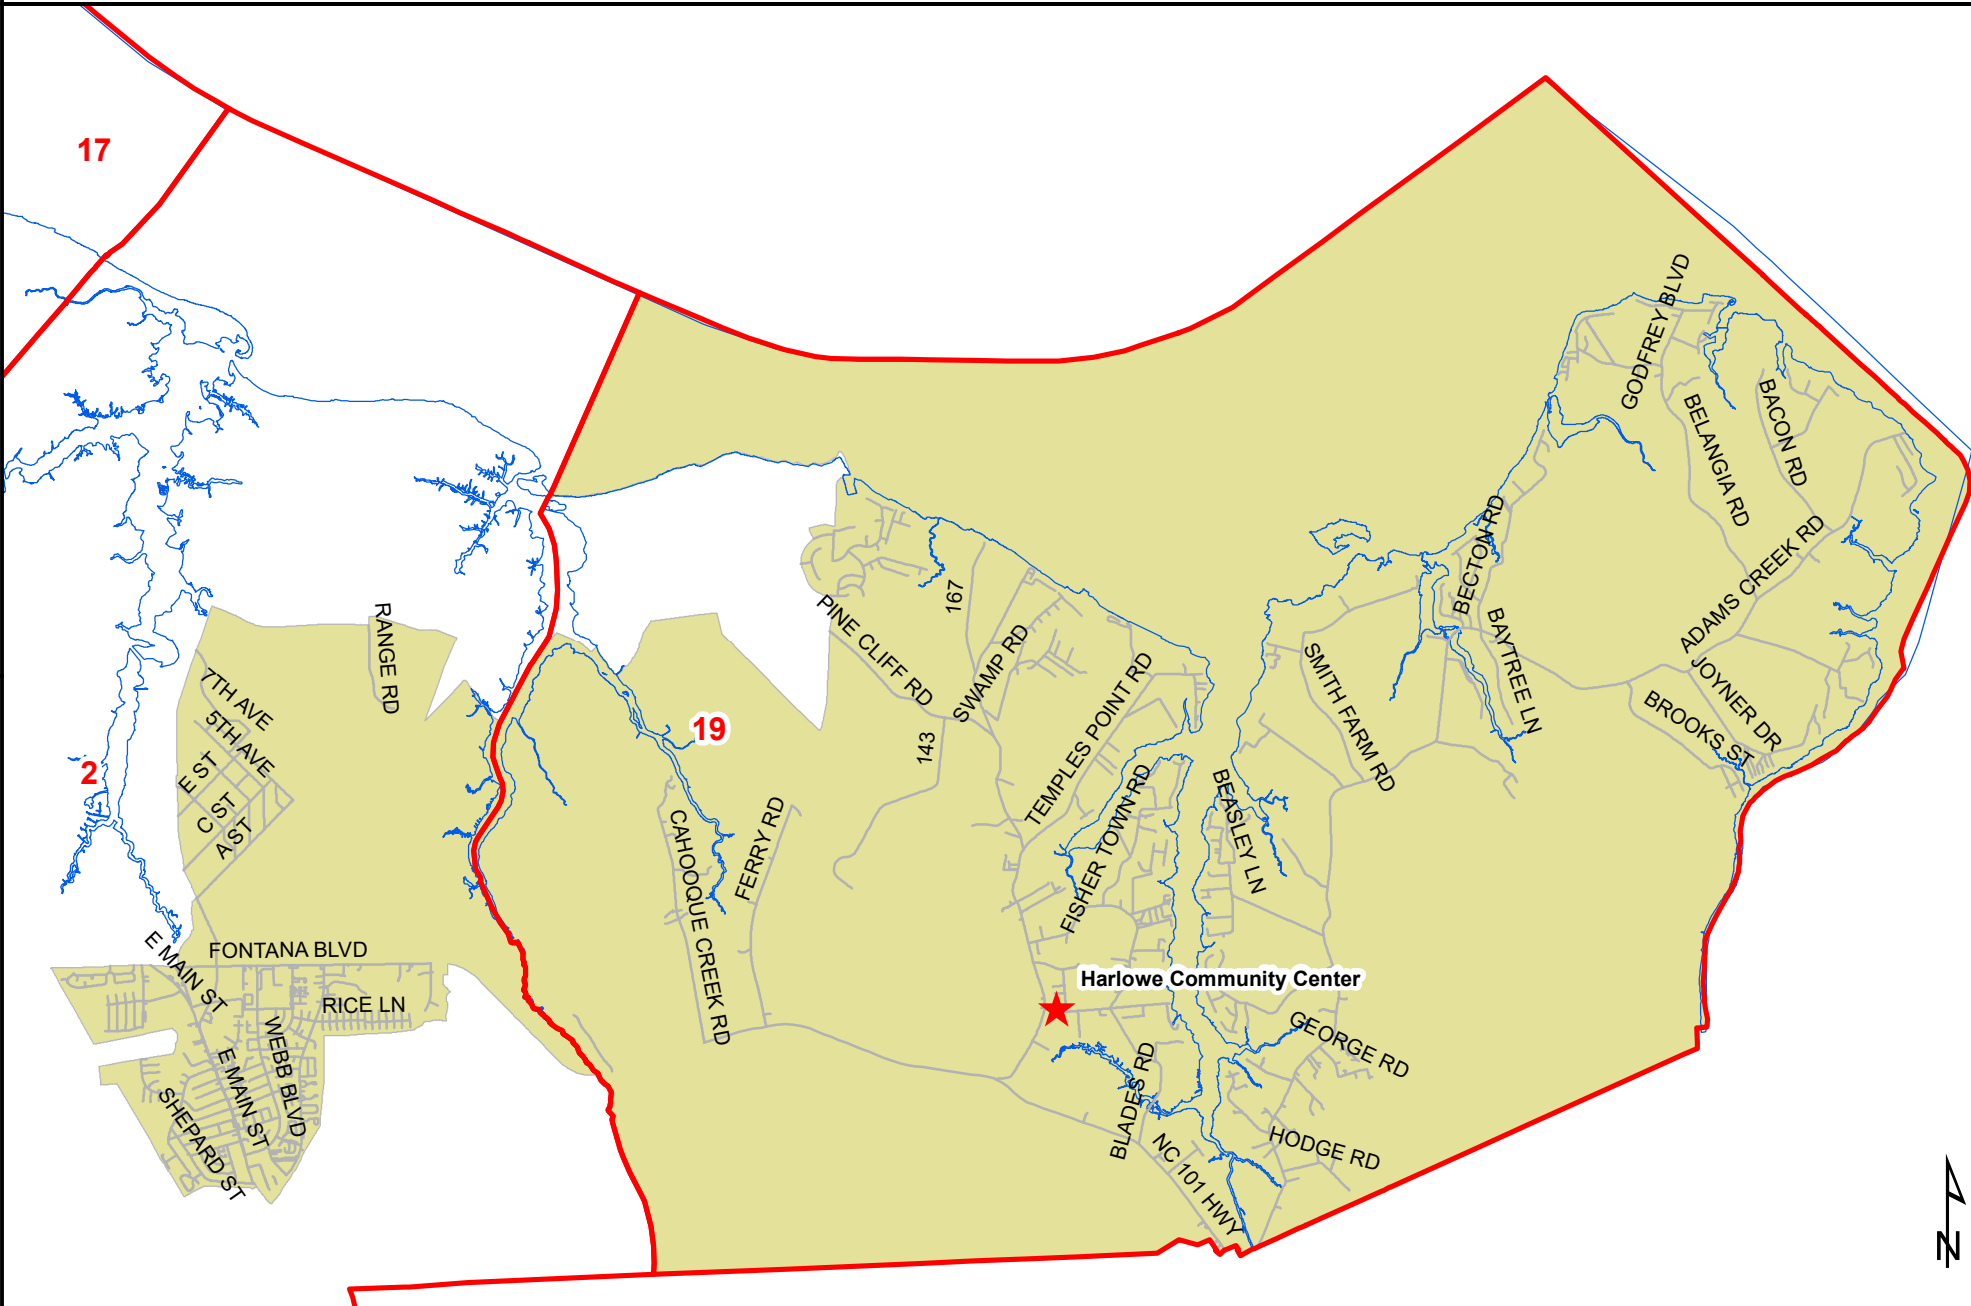 17
GODFREY BLVD
BELANGIA RD
BACON RD
BECTON RD
ADAMS CREEK RD
167
PINE CLIFF RD
SWAMP RD
TEMPLES POINT RD
BAYTREE LN
SMITH FARM RD
JOYNER DR
BROOKS ST
RANGE RD
7TH AVE
5TH AVE
E ST
C ST
A ST
2
19
143
CAHOOQUE CREEK RD
FERRY RD
FISHER TOWN RD
BEASLEY LN
E MAIN ST
FONTANA BLVD
RICE LN
WEBB BLVD
E MAIN ST
SHEPARD ST
Harlowe Community Center
GEORGE RD
BLADES RD
HODGE RD
NC 101 HWY
N